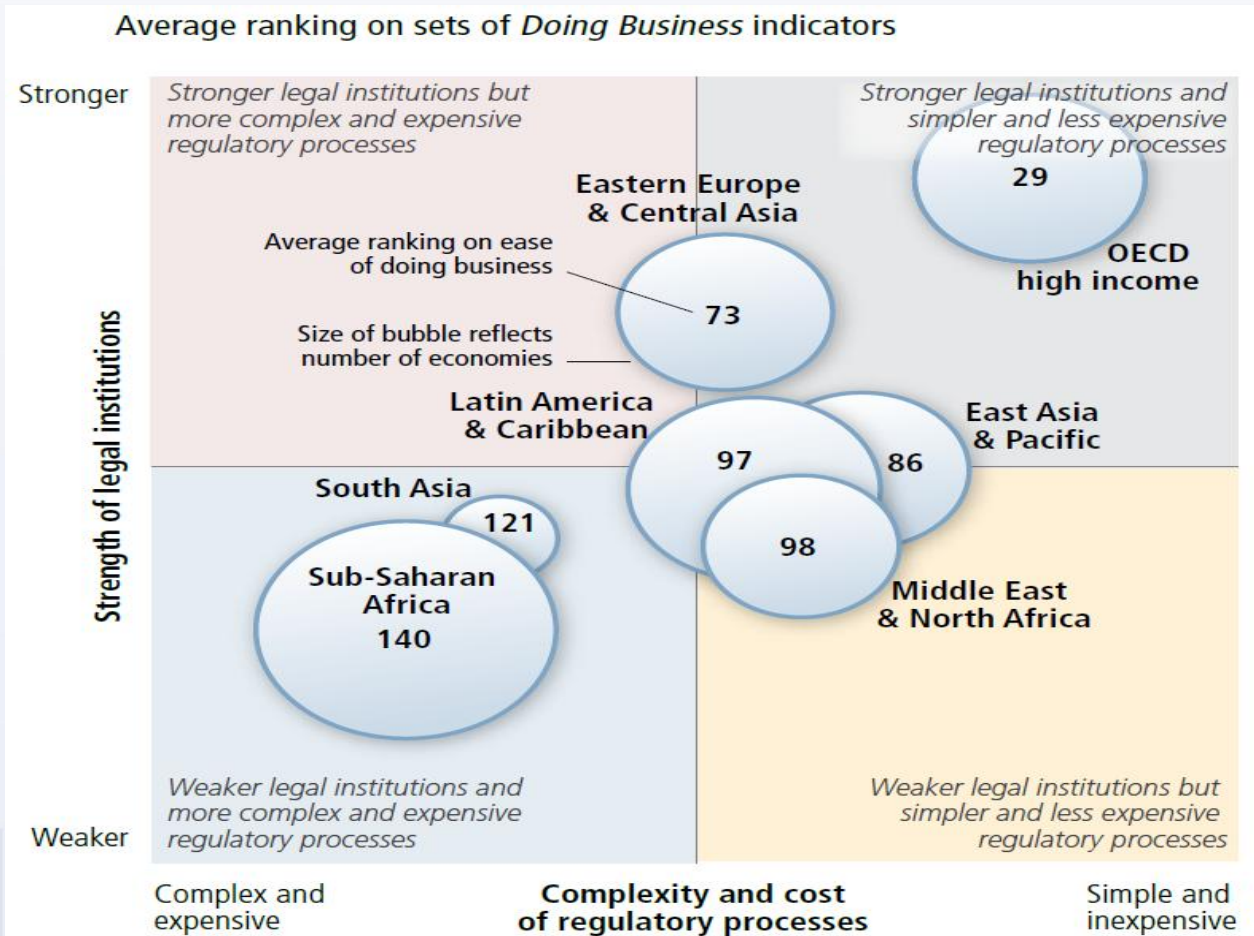 Average ranking on sets of Doing Business indicators
Stronger
Stronger legal institutions but
more complex and expensive
regulatory processes
Stronger legal institutions and
simpler and less expensive
regulatory processes
29
OECD
high income
Eastern Europe
& Central Asia
Average ranking on ease
of doing business
73
Size of bubble reflects
number of economies
Latin America
& Caribbean
97
East Asia
& Pacific
86
Strength of legal institutions
South Asia
121
98
Sub-Saharan
Africa
140
Middle East
& North Africa
Weaker legal institutions and
more complex and expensive
regulatory processes
Weaker legal institutions but
simpler and less expensive
regulatory processes
Weaker
Complex and
expensive
Complexity and cost
of regulatory processes
Simple and
inexpensive